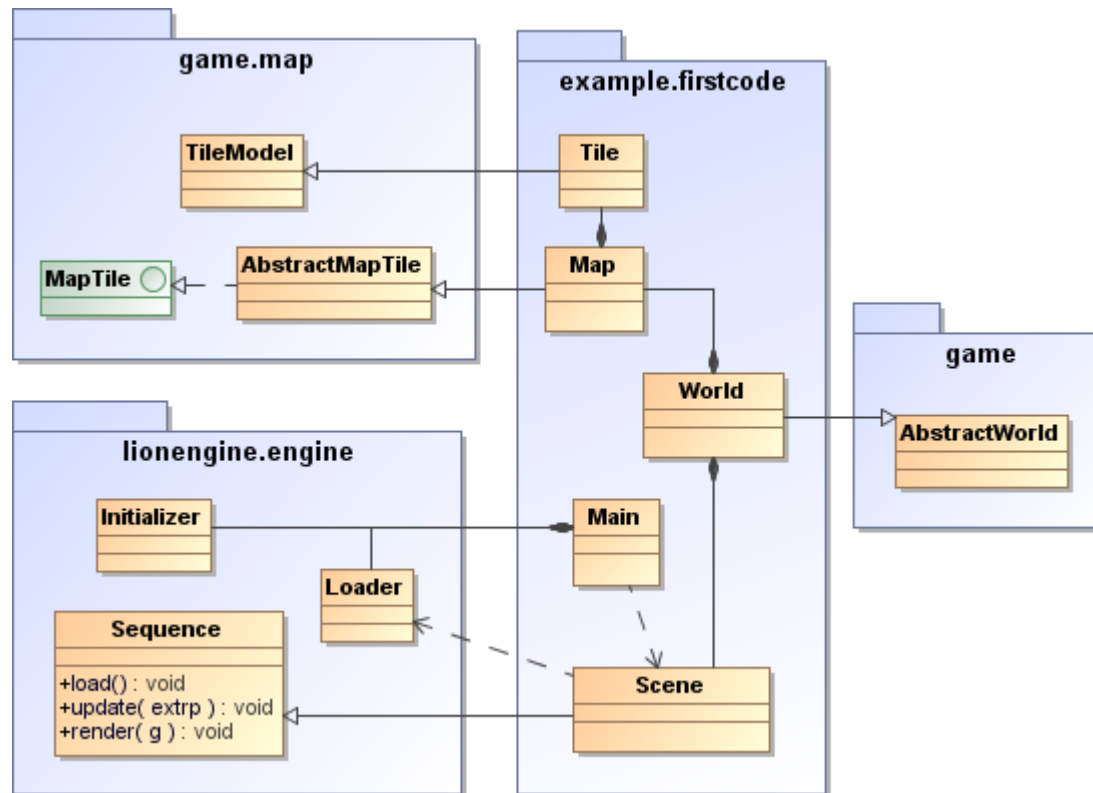 game.map
TileModel
MapTile
AbstractMapTile
example.firstcode
Tile
Map
World
Main
Scene
game
AbstractWorld
lionengine.engine
Initializer
Loader
Sequence
+load() : void
+update( extrp ) : void
+render( g ) : void